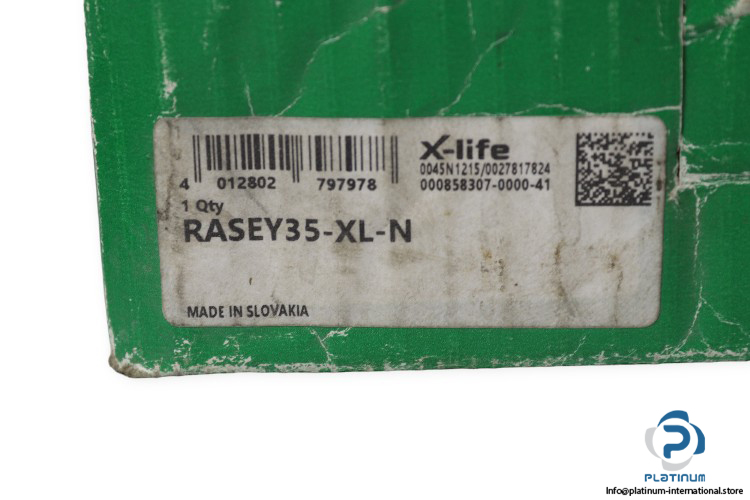 4 012802 797978
X-life
0045N1215/0027817824
000858307-0000-41
1 Qty
RASEY35-XL-N
MADE IN SLOVAKIA
PLATINUM
Info@platinum-international.store